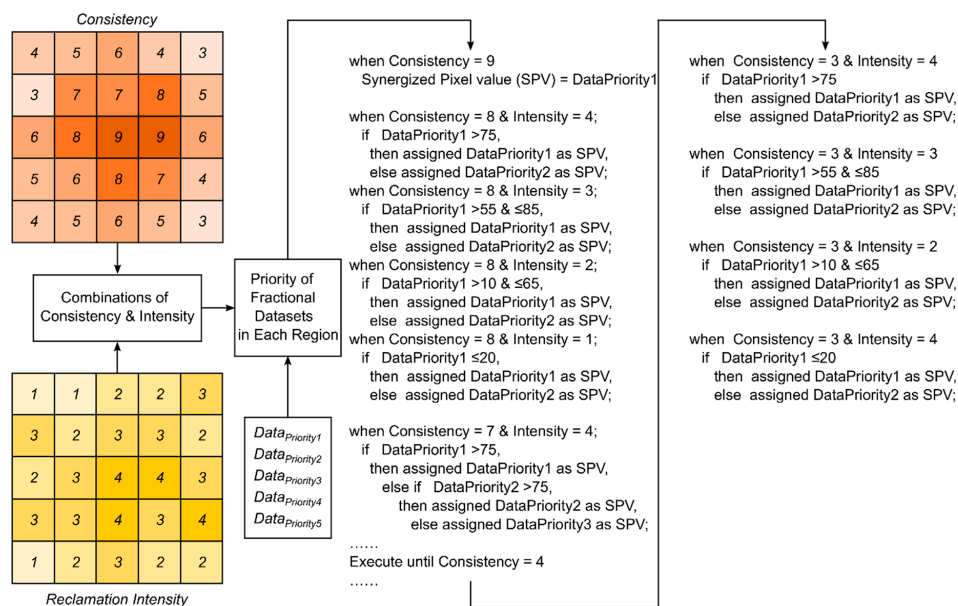 Consistency
4 5 6 4 3
3 7 7 8 5
6 8 9 9 6
5 6 8 7 4
4 5 6 5 3
Combinations of
Consistency & Intensity
1 1 2 2 3
3 2 3 3 2
2 3 4 4 3
3 3 4 3 4
1 2 3 2 2
Reclamation Intensity
Priority of
Fractional
Datasets
in Each Region
DataPriority1
DataPriority2
DataPriority3
DataPriority4
DataPriority5
when Consistency = 9
Synergized Pixel value (SPV) = DataPriority1
when Consistency = 8 & Intensity = 4;
if DataPriority1 >75,
then assigned DataPriority1 as SPV,
else assigned DataPriority2 as SPV;
when Consistency = 8 & Intensity = 3;
if DataPriority1 >55 & ≤85,
then assigned DataPriority1 as SPV,
else assigned DataPriority2 as SPV;
when Consistency = 8 & Intensity = 2;
if DataPriority1 >10 & ≤65,
then assigned DataPriority1 as SPV,
else assigned DataPriority2 as SPV;
when Consistency = 8 & Intensity = 1;
if DataPriority1 ≤20,
then assigned DataPriority1 as SPV,
else assigned DataPriority2 as SPV;
when Consistency = 7 & Intensity = 4;
if DataPriority1 >75,
then assigned DataPriority1 as SPV,
else if DataPriority2 >75,
then assigned DataPriority2 as SPV,
else assigned DataPriority3 as SPV;
......
Execute until Consistency = 4
......
when Consistency = 3 & Intensity = 4
if DataPriority1 >75
then assigned DataPriority1 as SPV,
else assigned DataPriority2 as SPV;
when Consistency = 3 & Intensity = 3
if DataPriority1 >55 & ≤85
then assigned DataPriority1 as SPV,
else assigned DataPriority2 as SPV;
when Consistency = 3 & Intensity = 2
if DataPriority1 >10 & ≤65
then assigned DataPriority1 as SPV,
else assigned DataPriority2 as SPV;
when Consistency = 3 & Intensity = 4
if DataPriority1 ≤20
then assigned DataPriority1 as SPV,
else assigned DataPriority2 as SPV;